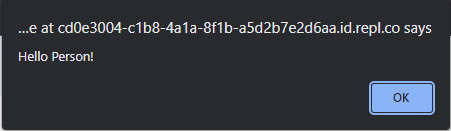 ...e at cd0e3004-c1b8-4a1a-8f1b-a5d2b7e2d6aa.id.repl.co says
Hello Person!
OK